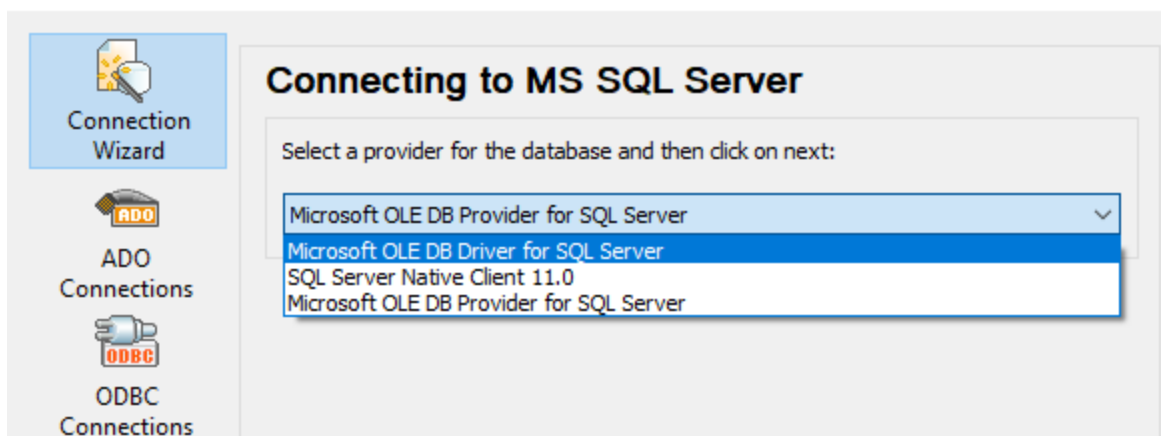 Connection
Wizard
ADO
ADO
Connections
ODBC
ODBC
Connections
Connecting to MS SQL Server
Select a provider for the database and then click on next:
Microsoft OLE DB Provider for SQL Server
Microsoft OLE DB Driver for SQL Server
SQL Server Native Client 11.0
Microsoft OLE DB Provider for SQL Server